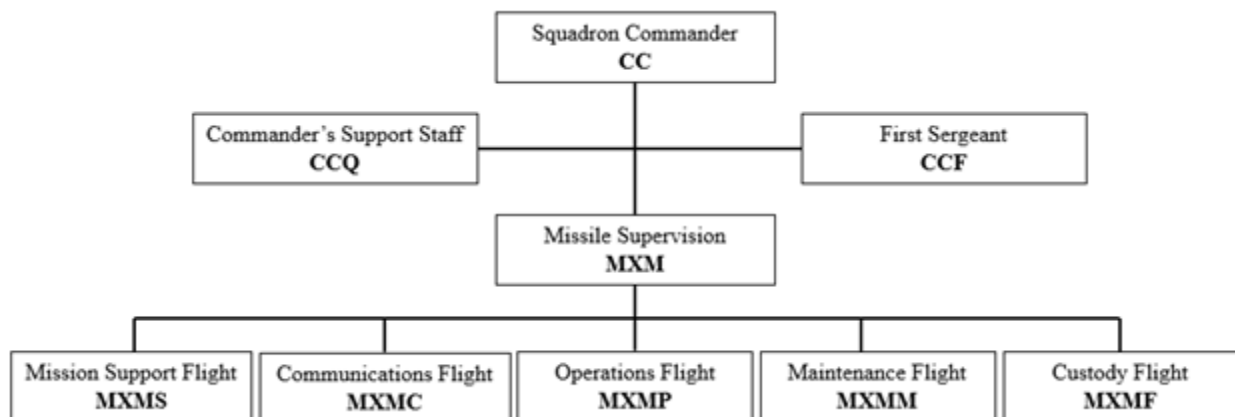 Squadron Commander
CC
Commander’s Support Staff
CCQ
First Sergeant
CCF
Missile Supervision
MXM
Mission Support Flight
MXMS
Communications Flight
MXMC
Operations Flight
MXMP
Maintenance Flight
MXMM
Custody Flight
MXMF